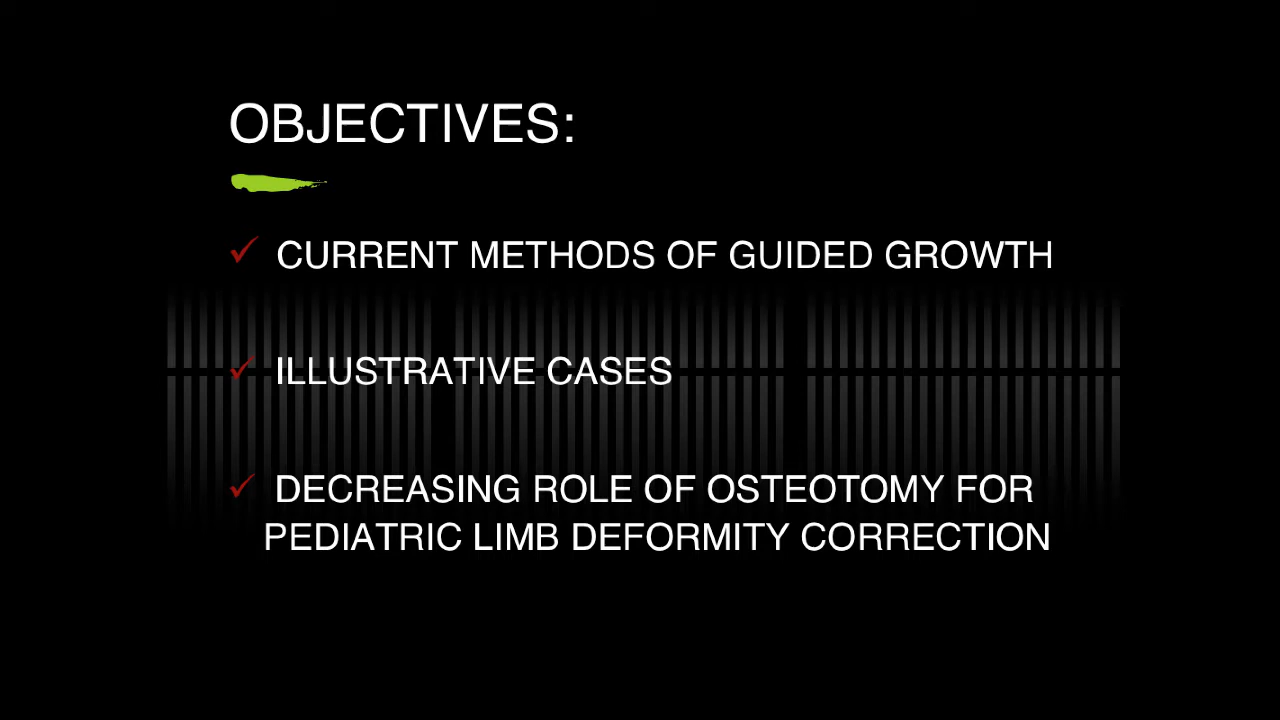 OBJECTIVES:
✓ CURRENT METHODS OF GUIDED GROWTH
✓ ILLUSTRATIVE CASES
✓ DECREASING ROLE OF OSTEOTOMY FOR
PEDIATRIC LIMB DEFORMITY CORRECTION